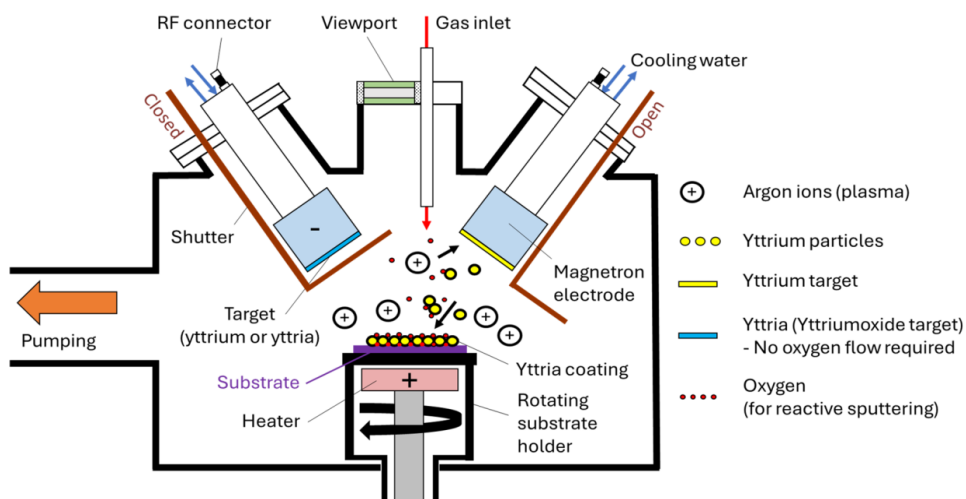 RF connector
Viewport
Gas inlet
Cooling water
Closed
Open
Shutter
-
Magnetron
electrode
Target
(yttrium or yttria)
Pumping
Substrate
Yttria coating
Heater
+
Rotating
substrate
holder
+ Argon ions (plasma)
Yttrium particles
Yttrium target
Yttria (Yttriumoxide target)
- No oxygen flow required
Oxygen
(for reactive sputtering)
+
+
+
+
+